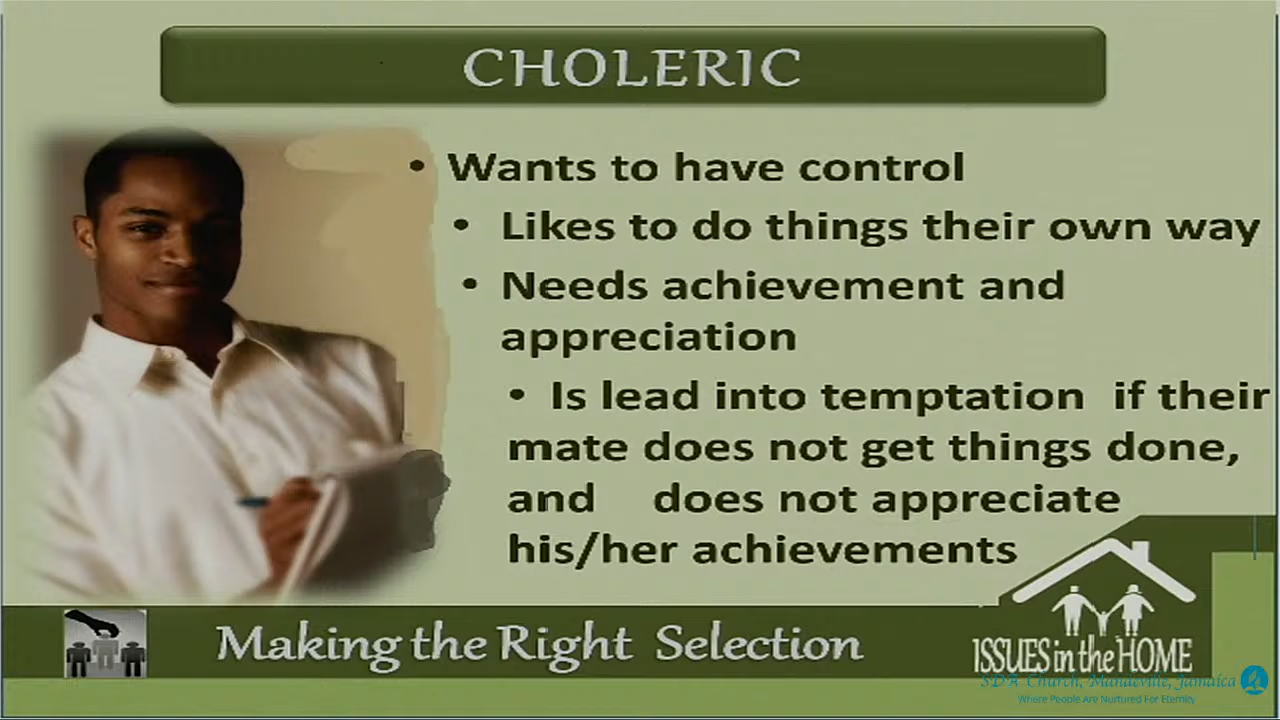 CHOLERIC
• Wants to have control
• Likes to do things their own way
• Needs achievement and
appreciation
• Is lead into temptation if their
mate does not get things done,
and does not appreciate
his/her achievements
Making the Right Selection
ISSUES in the HOME
SDA Church, Mandeville, Jamaica
Where People Are Nurtured For Eternity